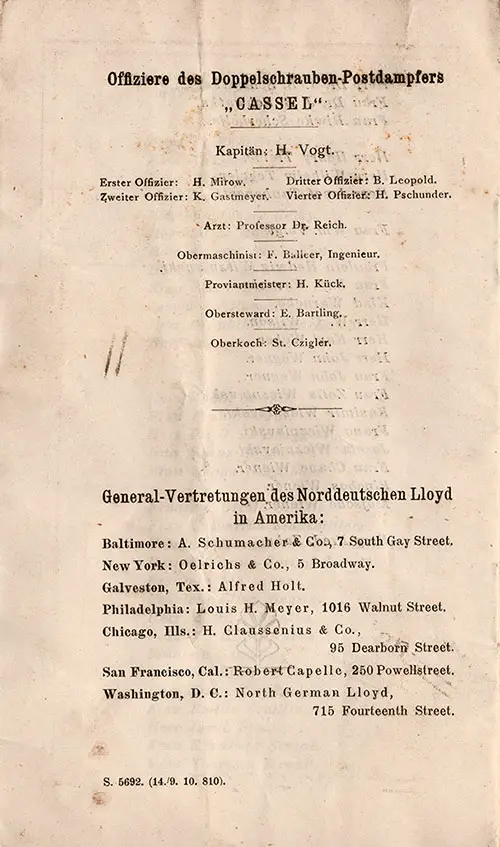 Offiziere des Doppelschrauben-Postdampfers
„CASSEL“
Kapitän: H. Vogt.
Erster Offizier: H. Mirow. Dritter Offizier: B. Leopold.
Zweiter Offizier: K. Gastmeyer. Vierter Offizier: H. Pschunder.
Arzt: Professor Dr. Reich.
Obermaschinist: F. Balleer, Ingenieur.
Proviantmeister: H. Kück.
Obersteward: E. Bartling.
Oberkoch: St. Czigler.
General-Vertretungen des Norddeutschen Lloyd
in Amerika:
Baltimore: A. Schumacher & Co., 7 South Gay Street.
New York: Oelrichs & Co., 5 Broadway.
Galveston, Tex.: Alfred Holt.
Philadelphia: Louis H. Meyer, 1016 Walnut Street.
Chicago, Ills.: H. Claussenius & Co.,
95 Dearborn Street.
San Francisco, Cal.: Robert Capelle, 250 Powellstreet.
Washington, D. C.: North German Lloyd,
715 Fourteenth Street.
S. 5692. (14./9. 10. 810).